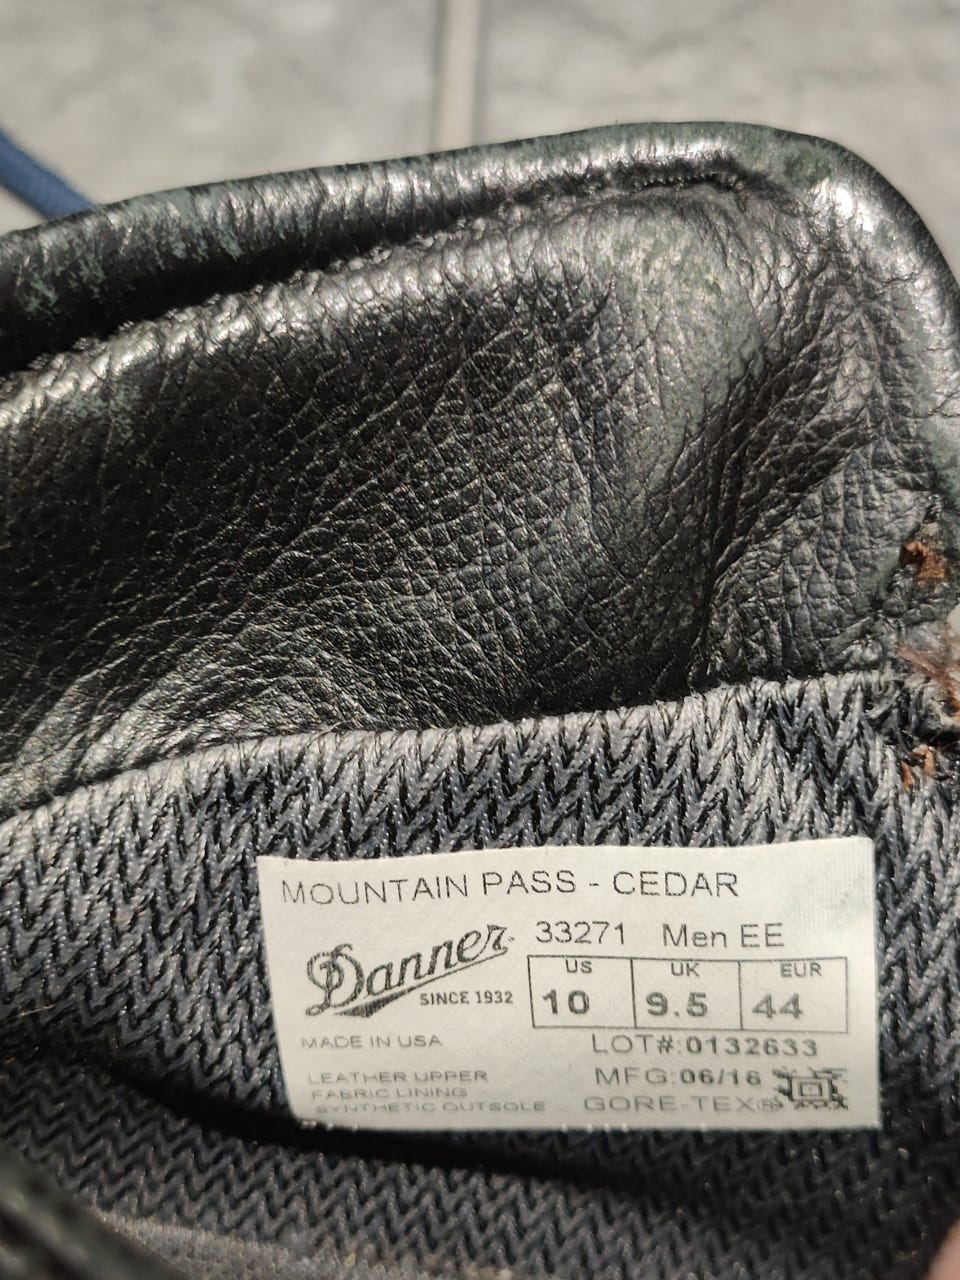 MOUNTAIN PASS - CEDAR
Danner
SINCE 1932
33271 Men EE
US UK EUR
10 9.5 44
MADE IN USA
LOT#:0132633
LEATHER UPPER
FABRIC LINING
SYNTHETIC OUTSOLE
MFG:06/16
GORE-TEX®